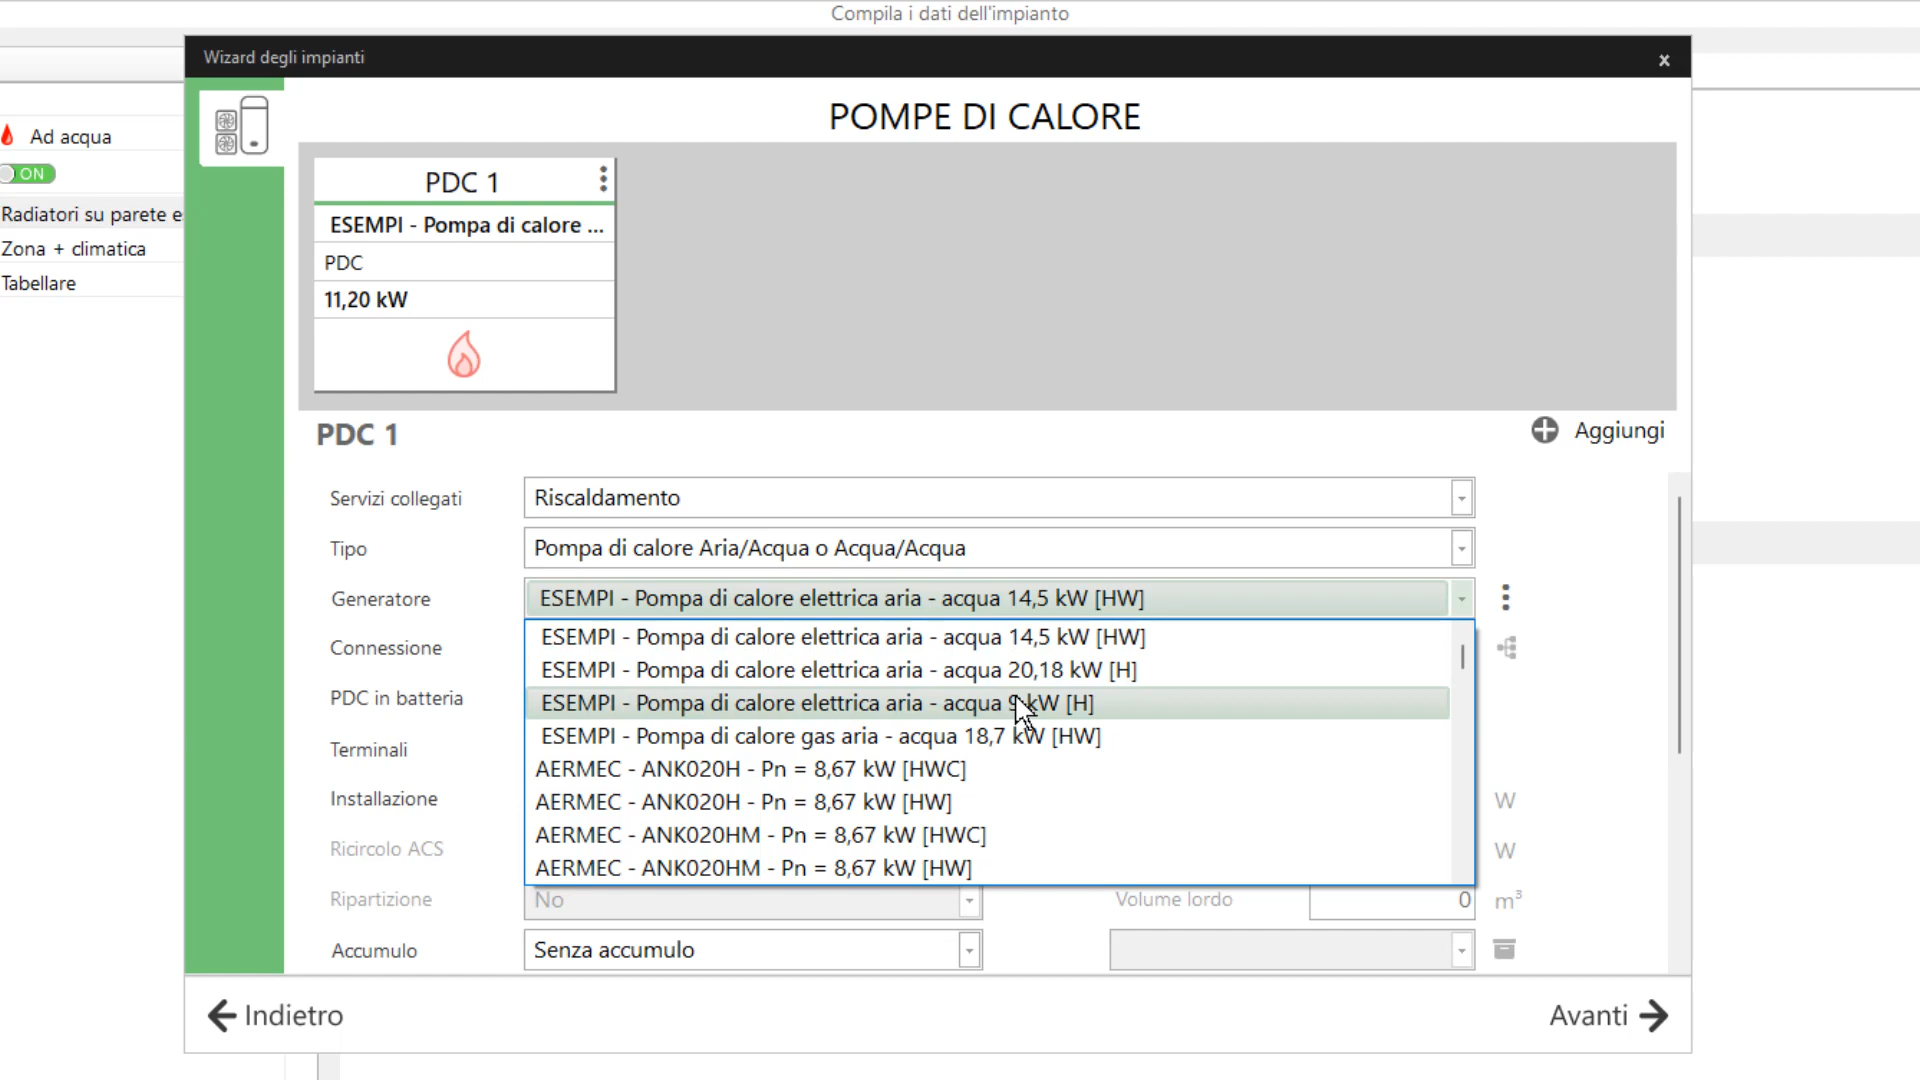 Compila i dati dell'impianto
Wizard degli impianti
x
Ad acqua
ON
Radiatori su parete e
Zona + climatica
Tabellare
POMPE DI CALORE
PDC 1
ESEMPI - Pompa di calore ...
PDC
11,20 kW
PDC 1
Aggiungi
Servizi collegati
Riscaldamento
Tipo
Pompa di calore Aria/Acqua o Acqua/Acqua
Generatore
ESEMPI - Pompa di calore elettrica aria - acqua 14,5 kW [HW]
Connessione
PDC in batteria
Terminali
Installazione
W
Ricircolo ACS
W
ESEMPI - Pompa di calore elettrica aria - acqua 14,5 kW [HW]
ESEMPI - Pompa di calore elettrica aria - acqua 20,18 kW [H]
ESEMPI - Pompa di calore elettrica aria - acqua 9 kW [H]
ESEMPI - Pompa di calore gas aria - acqua 18,7 kW [HW]
AERMEC - ANK020H - Pn = 8,67 kW [HWC]
AERMEC - ANK020H - Pn = 8,67 kW [HW]
AERMEC - ANK020HM - Pn = 8,67 kW [HWC]
AERMEC - ANK020HM - Pn = 8,67 kW [HW]
Ripartizione
No
Volume lordo
0
m³
Accumulo
Senza accumulo
Indietro
Avanti